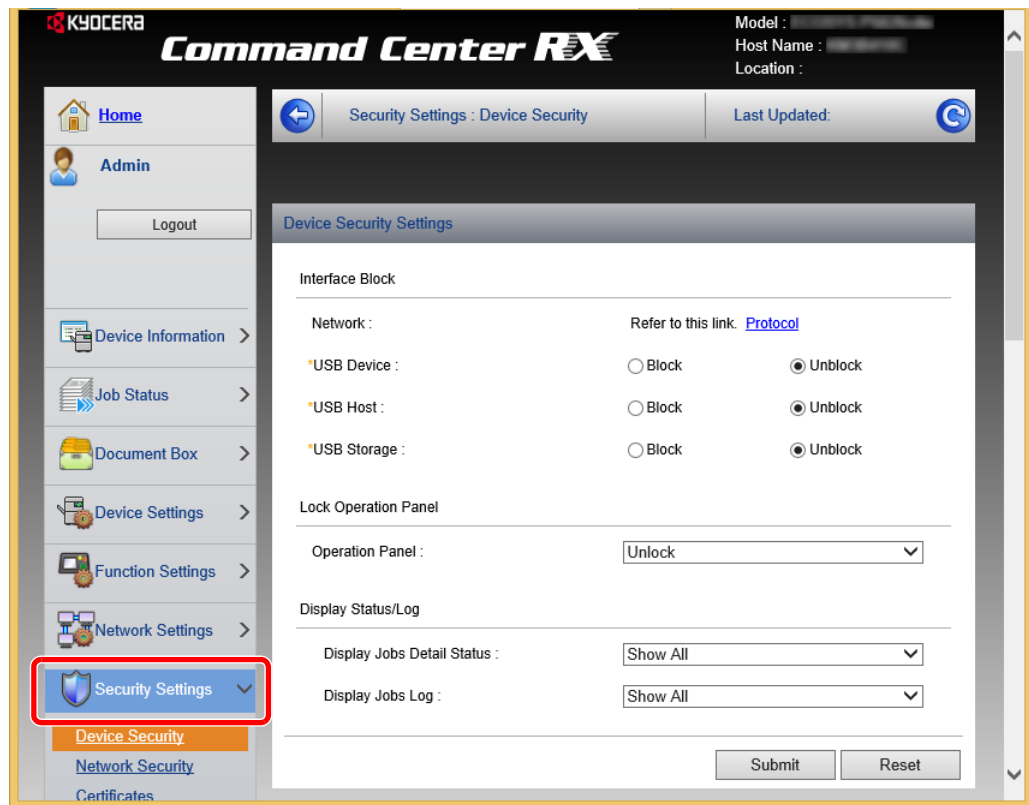 KYOCERA
Command Center RX
Model :
Host Name :
Location :
Home
Admin
Logout
Device Information
Job Status
Document Box
Device Settings
Function Settings
Network Settings
Security Settings
Device Security
Network Security
Certificates
Security Settings : Device Security
Last Updated:
Device Security Settings
Interface Block
Network : Refer to this link. Protocol
*USB Device : Block Unblock
*USB Host : Block Unblock
*USB Storage : Block Unblock
Lock Operation Panel
Operation Panel : Unlock
Display Status/Log
Display Jobs Detail Status : Show All
Display Jobs Log : Show All
Submit Reset